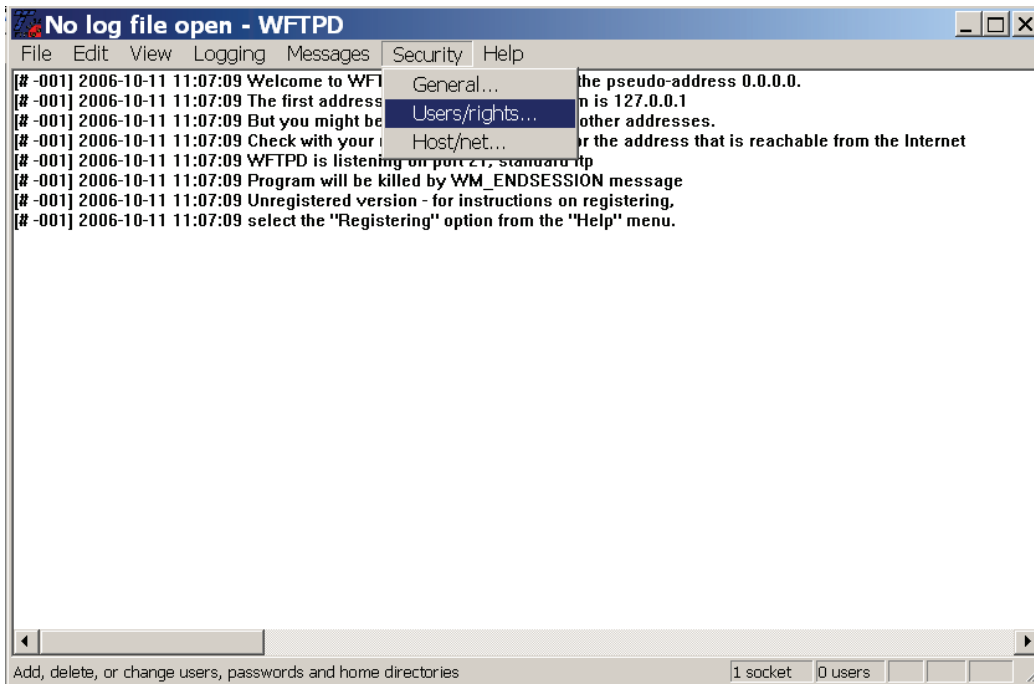 No log file open - WFTPD
File Edit View Logging Messages Security Help
General...
Users/rights...
Host/net...
[# -001] 2006-10-11 11:07:09 Welcome to WFT the pseudo-address 0.0.0.0.
[# -001] 2006-10-11 11:07:09 The first address n is 127.0.0.1
[# -001] 2006-10-11 11:07:09 But you might be other addresses.
[# -001] 2006-10-11 11:07:09 Check with your or the address that is reachable from the Internet
[# -001] 2006-10-11 11:07:09 WFTPD is listening on port 21, standard ftp
[# -001] 2006-10-11 11:07:09 Program will be killed by WM_ENDSESSION message
[# -001] 2006-10-11 11:07:09 Unregistered version - for instructions on registering,
[# -001] 2006-10-11 11:07:09 select the "Registering" option from the "Help" menu.
Add, delete, or change users, passwords and home directories 1 socket 0 users